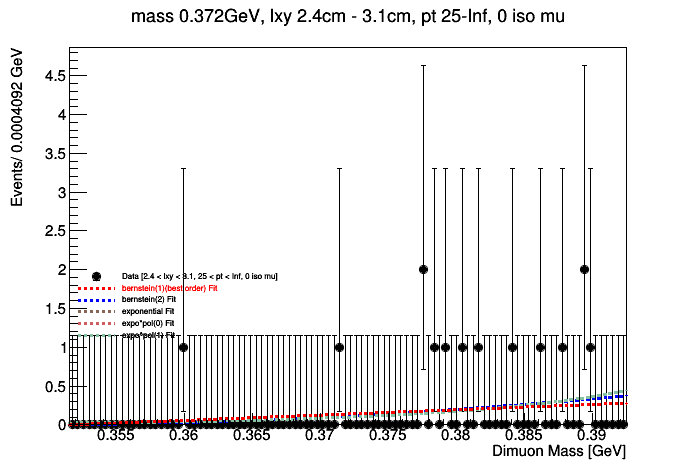 mass 0.372GeV, lxy 2.4cm - 3.1cm, pt 25-Inf, 0 iso mu
Events/ 0.0004092 GeV
4.5
4
3.5
3
2.5
2
1.5
1
0.5
0
Data [2.4 < lxy < 3.1, 25 < pt < Inf, 0 iso mu]
bernstein(1)(best order) Fit
bernstein(2) Fit
exponential Fit
expo*pol(0) Fit
expo*pol(1) Fit
0.355 0.36 0.365 0.37 0.375 0.38 0.385 0.39
Dimuon Mass [GeV]